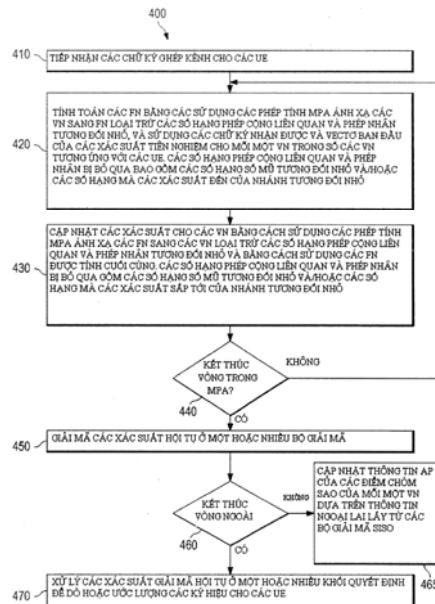 400
410
TIẾP NHẬN CÁC CHỮ KÝ GHÉP KÊNH CHO CÁC UE
420
TÍNH TOÁN CÁC FN BẰNG CÁC SỬ DỤNG CÁC PHÉP TÍNH MPA ÁNH XẠ CÁC
VN SANG FN LOẠI TRỪ CÁC SỐ HẠNG PHÉP CỘNG LIÊN QUAN VÀ PHÉP NHÂN
TƯƠNG ĐỐI NHỎ, VÀ SỬ DỤNG CÁC CHỮ KÝ NHẬN ĐƯỢC VÀ VECTƠ BAN ĐẦU
CỦA CÁC XÁC SUẤT TIÊN NGHIỆM CHO MỖI MỘT VN TRONG SỐ CÁC VN
TƯƠNG ỨNG VỚI CÁC UE. CÁC SỐ HẠNG PHÉP CỘNG LIÊN QUAN VÀ PHÉP
NHÂN BỊ BỎ QUA BAO GỒM CÁC SỐ HẠNG SỐ MŨ TƯƠNG ĐỐI NHỎ VÀ/HOẶC
CÁC SỐ HẠNG MÀ CÁC XÁC SUẤT ĐẾN CỦA NHÁNH TƯƠNG ĐỐI NHỎ
430
CẬP NHẬT CÁC XÁC SUẤT CHO CÁC VN BẰNG CÁCH SỬ DỤNG CÁC PHÉP TÍNH
MPA ÁNH XẠ CÁC FN SANG CÁC VN LOẠI TRỪ CÁC SỐ HẠNG PHÉP CỘNG LIÊN
QUAN VÀ PHÉP NHÂN TƯƠNG ĐỐI NHỎ VÀ BẰNG CÁCH SỬ DỤNG CÁC FN
ĐƯỢC TÍNH CUỐI CÙNG. CÁC SỐ HẠNG PHÉP CỘNG LIÊN QUAN VÀ PHÉP NHÂN
BỊ BỎ QUA GỒM CÁC SỐ HẠNG SỐ MŨ TƯƠNG ĐỐI NHỎ VÀ/HOẶC CÁC SỐ
HẠNG MÀ CÁC XÁC SUẤT SẮP TỚI CỦA NHÁNH TƯƠNG ĐỐI NHỎ
KẾT THÚC
VÒNG TRONG
MPA?
KHÔNG
440
CÓ
450
GIẢI MÃ CÁC XÁC SUẤT HỘI TỤ Ở MỘT HOẶC NHIỀU BỘ GIẢI MÃ
KẾT THÚC
VÒNG NGOÀI
KHÔNG
460
CÓ
CẬP NHẬT THÔNG TIN AP
CỦA CÁC ĐIỂM CHÒM
SAO CỦA MỖI MỘT VN
DỰA TRÊN THÔNG TIN
NGOẠI LAI LẤY TỪ CÁC
BỘ GIẢI MÃ SISO
465
470
XỬ LÝ CÁC XÁC SUẤT GIẢI MÃ HỘI TỤ Ở MỘT HOẶC NHIỀU KHỐI QUYẾT ĐỊNH
ĐỂ DÒ HOẶC ƯỚC LƯỢNG CÁC KÝ HIỆU CHO CÁC UE